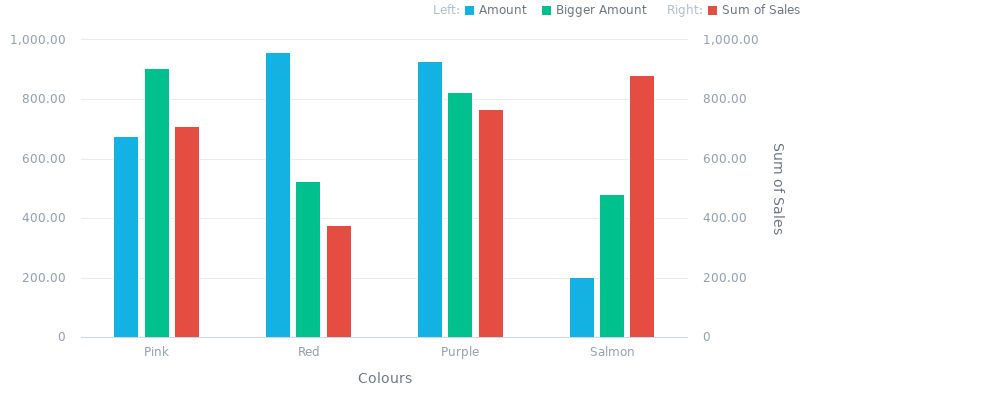 Left: Amount Bigger Amount Right: Sum of Sales
1,000.00 1,000.00
800.00 800.00
600.00 600.00
400.00 400.00
200.00 200.00
0 0
Sum of Sales
Pink Red Purple Salmon
Colours